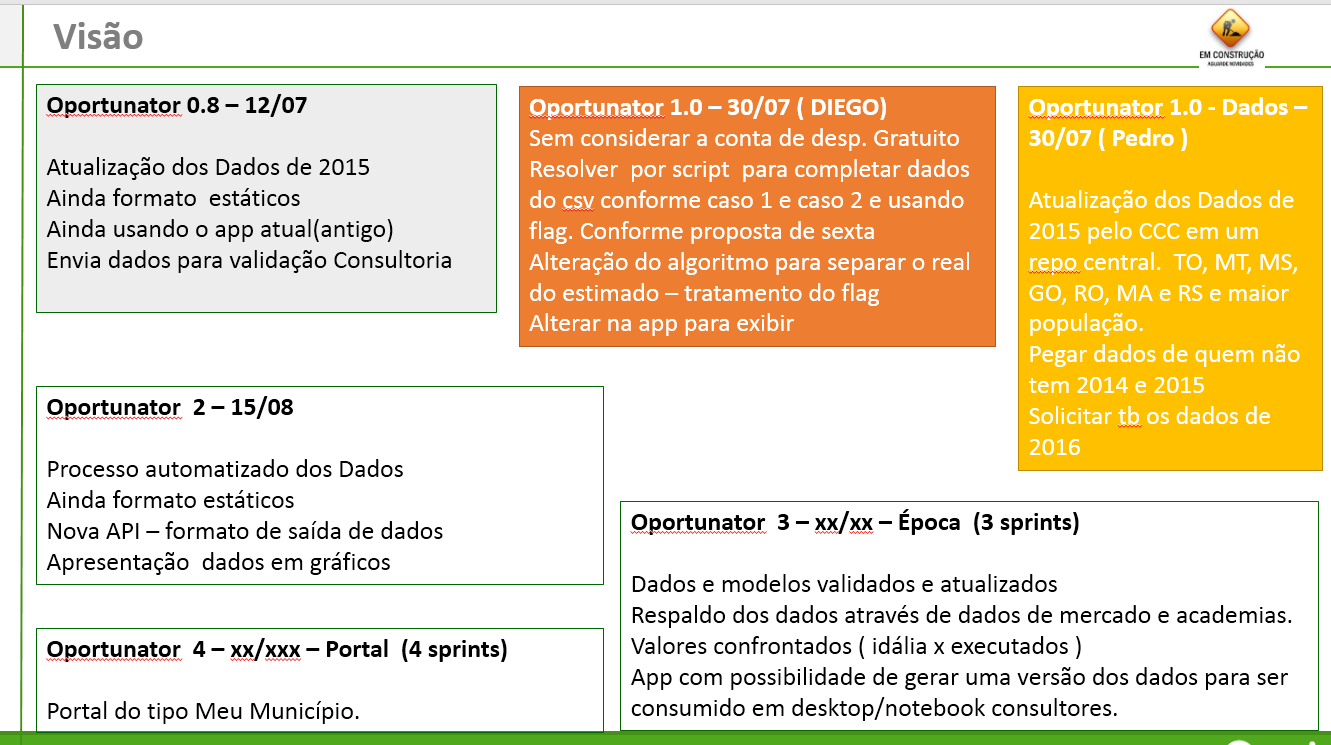 Visão
EM CONSTRUÇÃO
AGUARDE NOVIDADES
Oportunator 0.8 – 12/07
Atualização dos Dados de 2015
Ainda formato  estáticos
Ainda usando o app atual(antigo)
Envia dados para validação Consultoria
Oportunator 1.0 – 30/07 ( DIEGO)
Sem considerar a conta de desp. Gratuito
Resolver  por script  para completar dados
do csv conforme caso 1 e caso 2 e usando
flag. Conforme proposta de sexta
Alteração do algoritmo para separar o real
do estimado – tratamento do flag
Alterar na app para exibir
Oportunator 1.0 - Dados –
30/07 ( Pedro )
Atualização dos Dados de
2015 pelo CCC em um
repo central.  TO, MT, MS,
GO, RO, MA e RS e maior
população.
Pegar dados de quem não
tem 2014 e 2015
Solicitar tb os dados de
2016
Oportunator  2 – 15/08
Processo automatizado dos Dados
Ainda formato estáticos
Nova API – formato de saída de dados
Apresentação  dados em gráficos
Oportunator  3 – xx/xx – Época  (3 sprints)
Dados e modelos validados e atualizados
Respaldo dos dados através de dados de mercado e academias.
Valores confrontados ( idália x executados )
App com possibilidade de gerar uma versão dos dados para ser
consumido em desktop/notebook consultores.
Oportunator  4 – xx/xxx – Portal  (4 sprints)
Portal do tipo Meu Município.